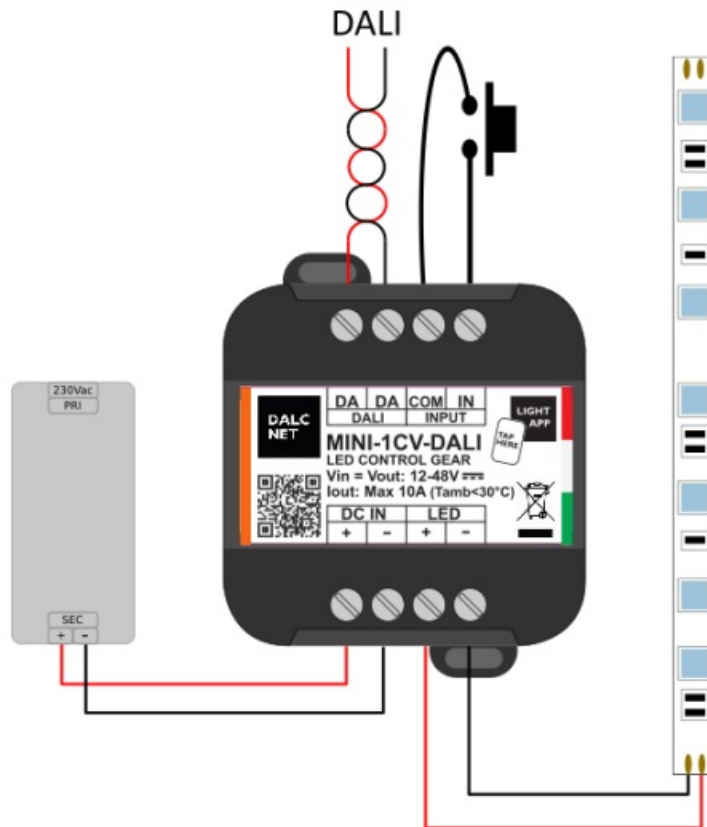 DALI
230Vac
PRI
SEC
+ −
DALC
NET
DA DA COM IN
DALI INPUT
LIGHT
APP
TAP
HERE
MINI-1CV-DALI
LED CONTROL GEAR
Vin = Vout: 12-48V
Iout: Max 10A (Tamb<30°C)
DC IN LED
+ − + −